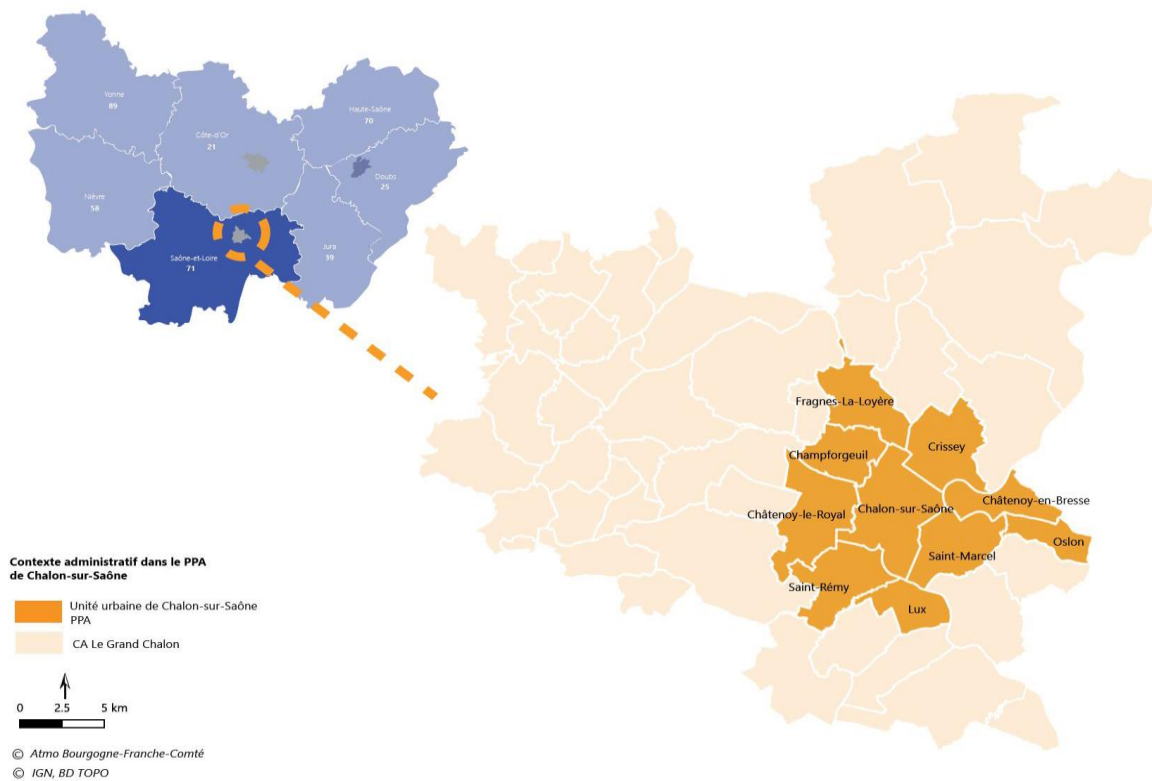 Yonne
89
Haute-Saône
70
Côte-d'Or
21
Doubs
25
Nièvre
58
Jura
39
Saône-et-Loire
71
Fragnes-La-Loyère
Crissey
Champforgeuil
Châtenoy-en-Bresse
Châtenoy-le-Royal
Chalon-sur-Saône
Oslon
Saint-Marcel
Saint-Rémy
Lux
Contexte administratif dans le PPA
de Chalon-sur-Saône
Unité urbaine de Chalon-sur-Saône
PPA
CA Le Grand Chalon
0 2.5 5 km
© Atmo Bourgogne-Franche-Comté
© IGN, BD TOPO